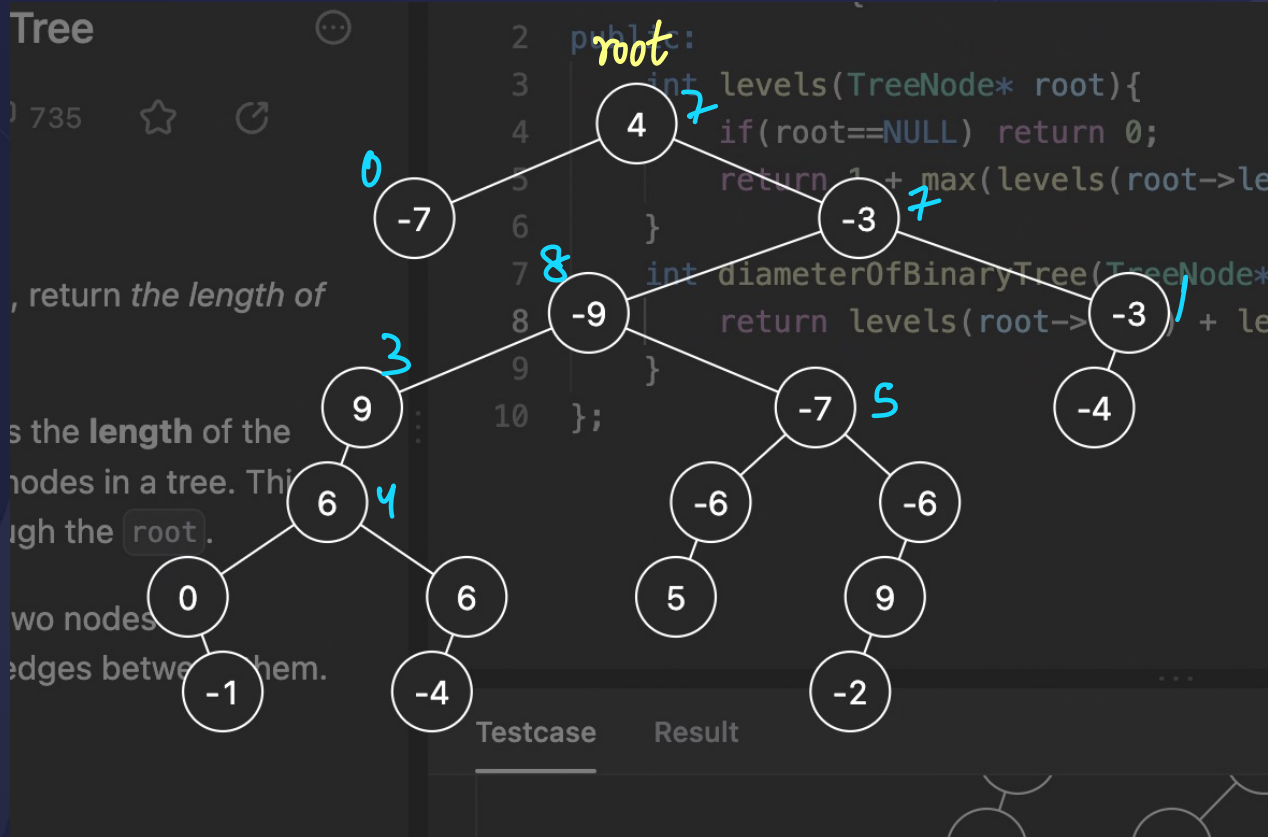 Tree
735
, return the length of
s the length of the
nodes in a tree. Thi
ugh the root.
wo nodes
edges betwe hem.
root
4 7
0
-7
-3 7
8
-9
-3 1
3
9
-7 5
-4
6 4
-6
-6
0
6
5
9
-1
-4
-2
2 public:
3 int levels(TreeNode* root){
4 if(root==NULL) return 0;
5 return 1 + max(levels(root->le
6 }
7 int diameterOfBinaryTree(TreeNode*
8 return levels(root-> ) + le
9 }
10 };
Testcase Result